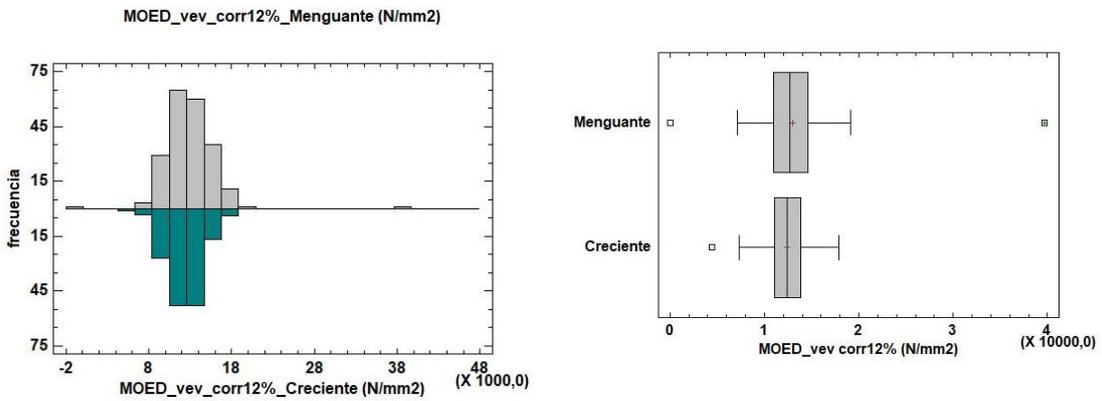 MOED_vev_corr12%_Menguante (N/mm2)
75
45
15
15
45
75
frecuencia
-2 8 18 28 38 48
(X 1000,0)
MOED_vev_corr12%_Creciente (N/mm2)
Menguante
Creciente
0 1 2 3 4
(X 10000,0)
MOED_vev corr12% (N/mm2)